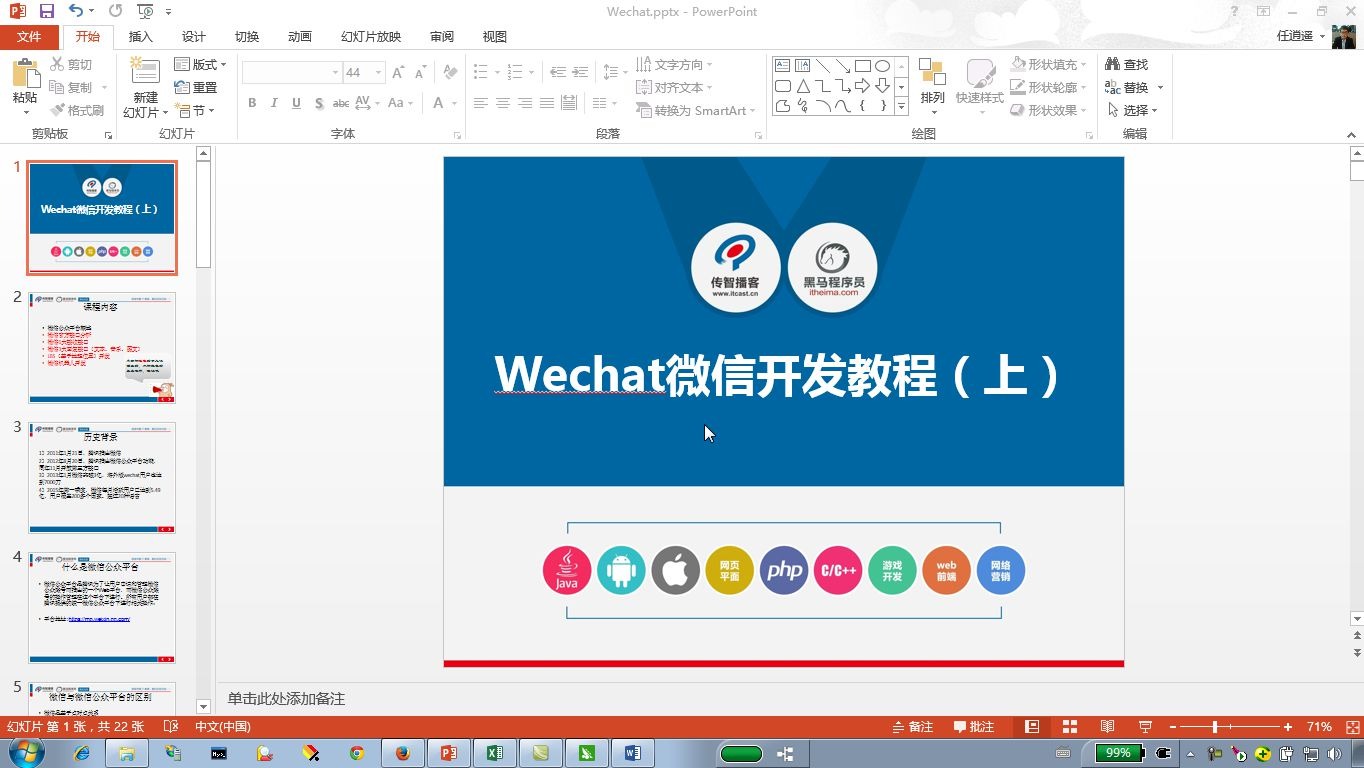 Wechat.pptx - PowerPoint
文件 开始 插入 设计 切换 动画 幻灯片放映 审阅 视图 任逍遥
粘贴 剪切 复制 格式刷 剪贴板
新建 幻灯片 版式 重置 节 幻灯片
44
B I U S abc AV Aa A 字体
文字方向 对齐文本 转换为 SmartArt 段落
排列 快速样式 形状填充 形状轮廓 形状效果 绘图
查找 替换 选择 编辑
1
Wechat微信开发教程（上）
2
课程内容
3
历史背景
4
什么是微信公众平台
https://mp.weixin.qq.com/
5
微信与微信公众平台的区别
传智播客
www.itcast.cn
黑马程序员
itheima.com
Wechat微信开发教程（上）
Java
网页平面
php
C/C++
游戏开发
web前端
网络营销
单击此处添加备注
幻灯片 第 1 张，共 22 张 中文(中国) 备注 批注 71%
99%